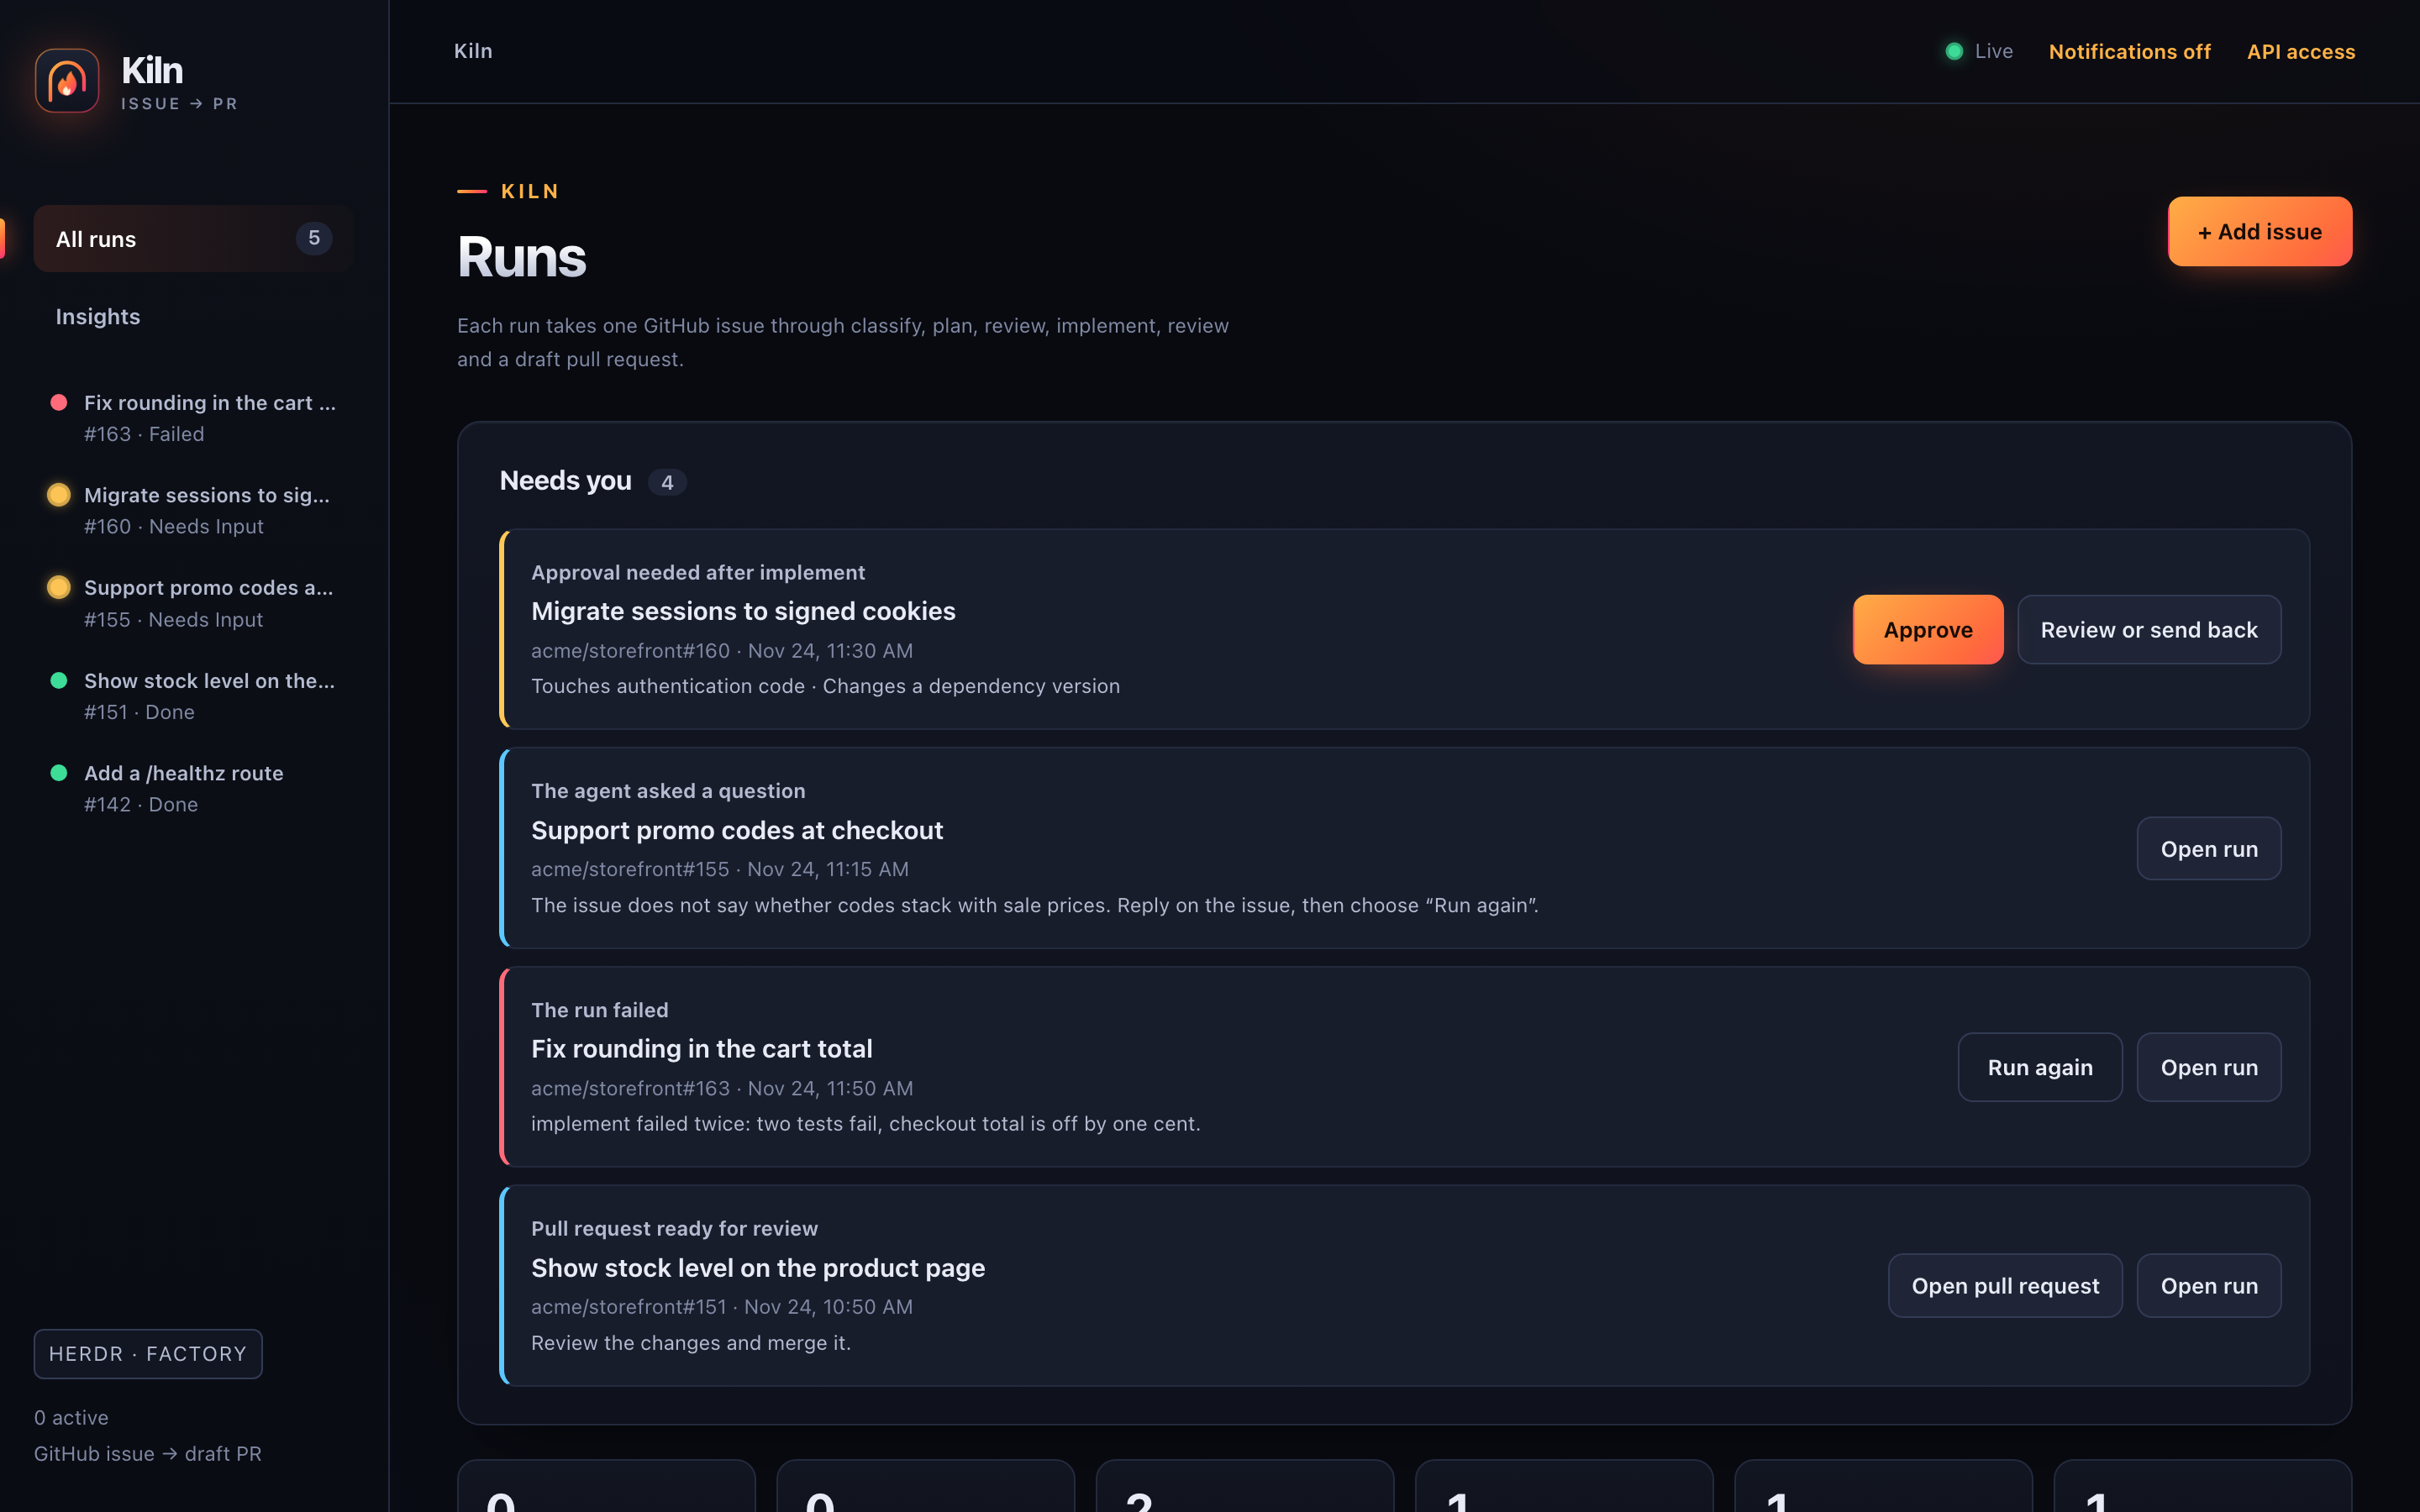 Kiln
ISSUE → PR
All runs
5
Insights
Fix rounding in the cart ...
#163 · Failed
Migrate sessions to sig...
#160 · Needs Input
Support promo codes a...
#155 · Needs Input
Show stock level on the...
#151 · Done
Add a /healthz route
#142 · Done
HERDR · FACTORY
0 active
GitHub issue → draft PR
Kiln
Live
Notifications off
API access
KILN
Runs
+ Add issue
Each run takes one GitHub issue through classify, plan, review, implement, review
and a draft pull request.
Needs you
4
Approval needed after implement
Migrate sessions to signed cookies
acme/storefront#160 · Nov 24, 11:30 AM
Touches authentication code · Changes a dependency version
Approve
Review or send back
The agent asked a question
Support promo codes at checkout
acme/storefront#155 · Nov 24, 11:15 AM
The issue does not say whether codes stack with sale prices. Reply on the issue, then choose “Run again”.
Open run
The run failed
Fix rounding in the cart total
acme/storefront#163 · Nov 24, 11:50 AM
implement failed twice: two tests fail, checkout total is off by one cent.
Run again
Open run
Pull request ready for review
Show stock level on the product page
acme/storefront#151 · Nov 24, 10:50 AM
Review the changes and merge it.
Open pull request
Open run